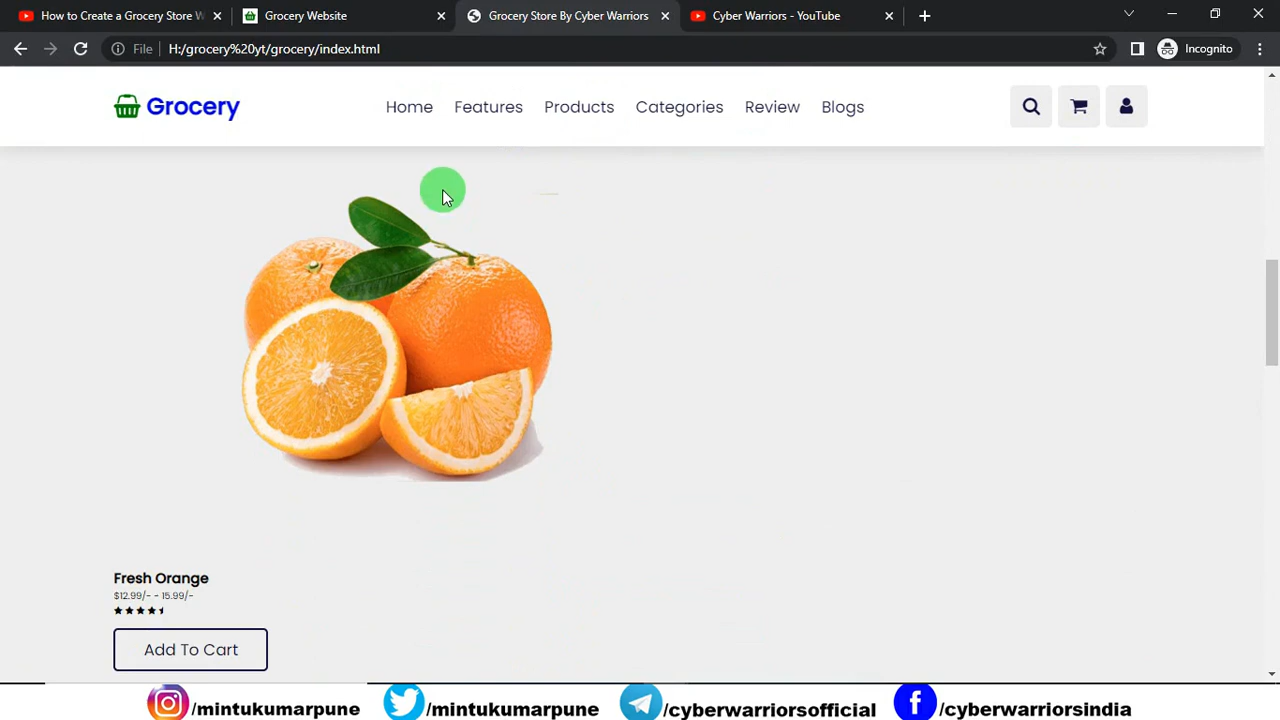 How to Create a Grocery Store W
Grocery Website
Grocery Store By Cyber Warriors
Cyber Warriors - YouTube
File
H:/grocery%20yt/grocery/index.html
Incognito
Grocery
Home
Features
Products
Categories
Review
Blogs
Fresh Orange
$12.99/- - 15.99/-
Add To Cart
/mintukumarpune
/mintukumarpune
/cyberwarriorsofficial
/cyberwarriorsindia